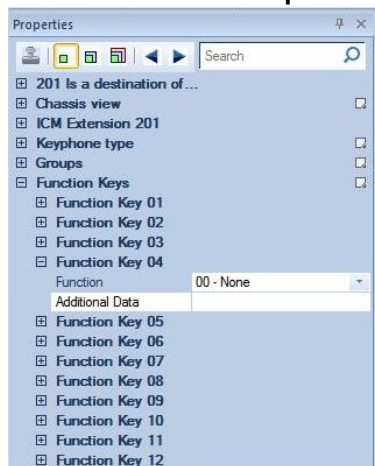 Properties
Search
201 Is a destination of...
Chassis view
ICM Extension 201
Keyphone type
Groups
Function Keys
Function Key 01
Function Key 02
Function Key 03
Function Key 04
Function 00 - None
Additional Data
Function Key 05
Function Key 06
Function Key 07
Function Key 08
Function Key 09
Function Key 10
Function Key 11
Function Key 12